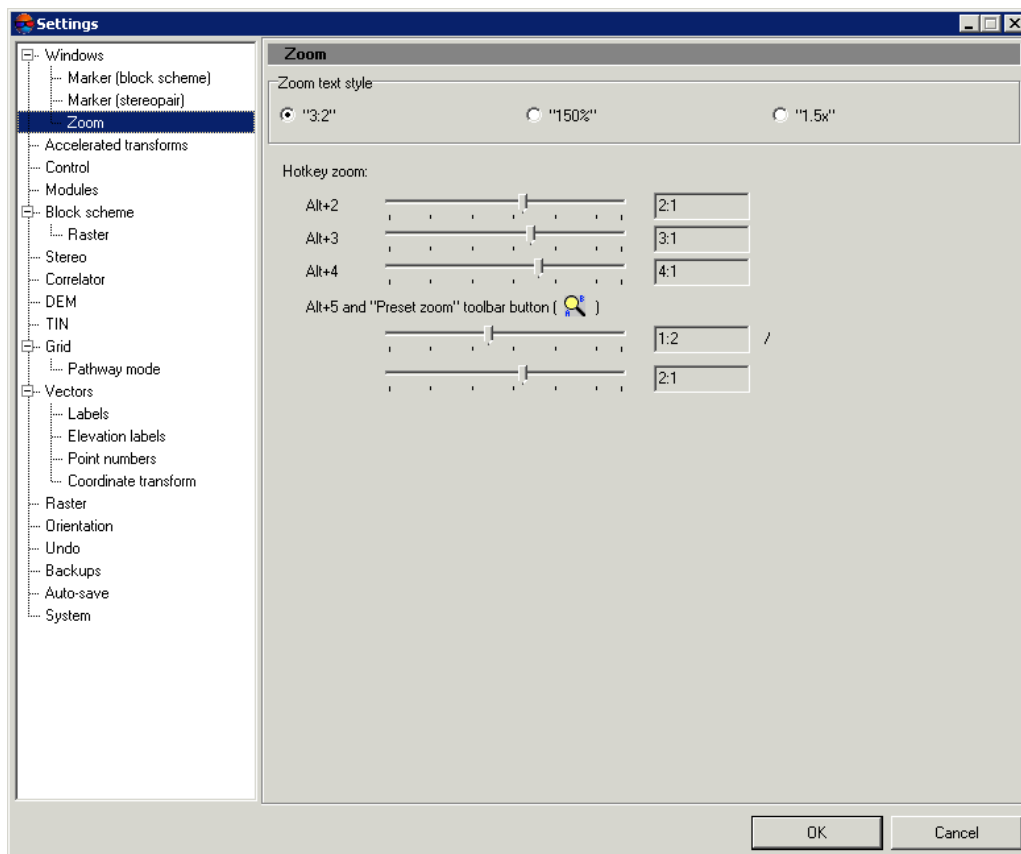 Settings
Windows
Marker (block scheme)
Marker (stereopair)
Zoom
Accelerated transforms
Control
Modules
Block scheme
Raster
Stereo
Correlator
DEM
TIN
Grid
Pathway mode
Vectors
Labels
Elevation labels
Point numbers
Coordinate transform
Raster
Orientation
Undo
Backups
Auto-save
System
Zoom
Zoom text style
"3:2" "150%" "1.5x"
Hotkey zoom:
Alt+2 2:1
Alt+3 3:1
Alt+4 4:1
Alt+5 and "Preset zoom" toolbar button ( A B )
1:2 /
2:1
OK Cancel